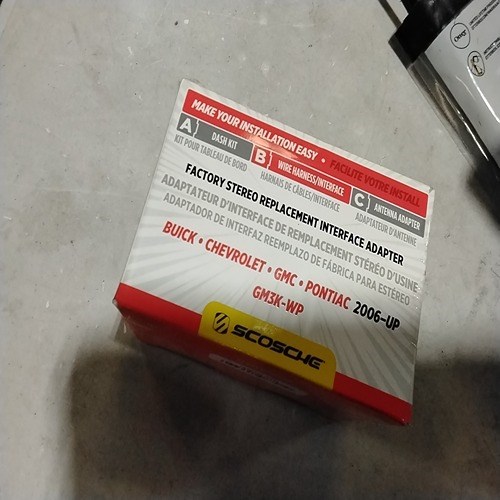 MAKE YOUR INSTALLATION EASY • FACILITE VOTRE INSTALL
A DASH KIT
KIT POUR TABLEAU DE BORD
B WIRE HARNESS/INTERFACE
HARNAIS DE CÂBLES/INTERFACE
C ANTENNA ADAPTER
ADAPTATEUR D'ANTENNE
FACTORY STEREO REPLACEMENT INTERFACE ADAPTER
ADAPTATEUR D'INTERFACE DE REMPLACEMENT STÉRÉO D'USINE
ADAPTADOR DE INTERFAZ REEMPLAZO DE FÁBRICA PARA ESTÉREO
BUICK • CHEVROLET • GMC • PONTIAC 2006-UP
GM3K-WP
SCOSCHE